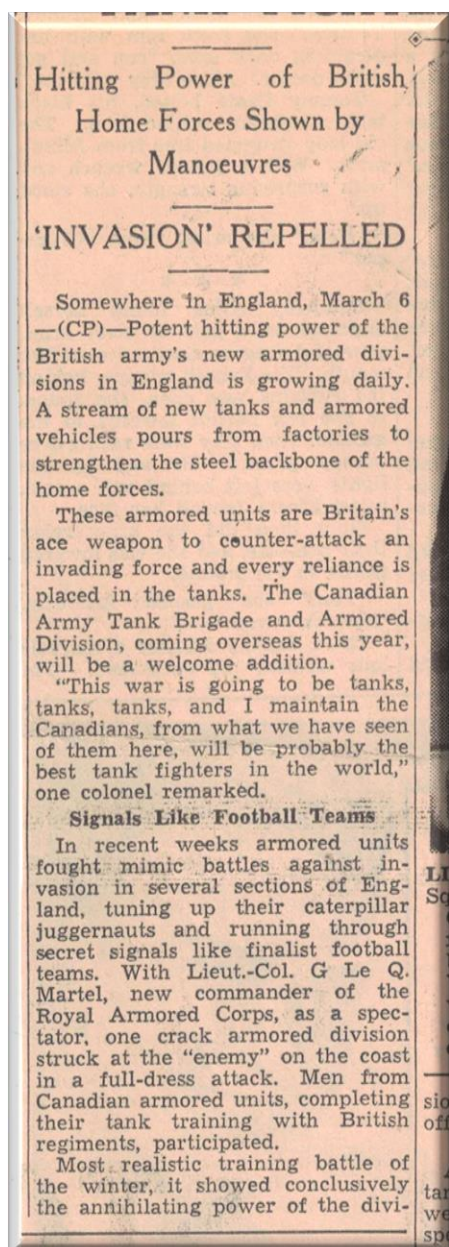 Hitting Power of British
Home Forces Shown by
Manoeuvres
'INVASION' REPELLED
Somewhere in England, March 6
—(CP)—Potent hitting power of the
British army's new armored divi-
sions in England is growing daily.
A stream of new tanks and armored
vehicles pours from factories to
strengthen the steel backbone of the
home forces.
These armored units are Britain's
ace weapon to counter-attack an
invading force and every reliance is
placed in the tanks. The Canadian
Army Tank Brigade and Armored
Division, coming overseas this year,
will be a welcome addition.
"This war is going to be tanks,
tanks, tanks, and I maintain the
Canadians, from what we have seen
of them here, will be probably the
best tank fighters in the world,"
one colonel remarked.
Signals Like Football Teams
In recent weeks armored units
fought mimic battles against in-
vasion in several sections of Eng-
land, tuning up their caterpillar
juggernauts and running through
secret signals like finalist football
teams. With Lieut.-Col. G Le Q.
Martel, new commander of the
Royal Armored Corps, as a spec-
tator, one crack armored division
struck at the "enemy" on the coast
in a full-dress attack. Men from
Canadian armored units, completing
their tank training with British
regiments, participated.
Most realistic training battle of
the winter, it showed conclusively
the annihilating power of the divi-